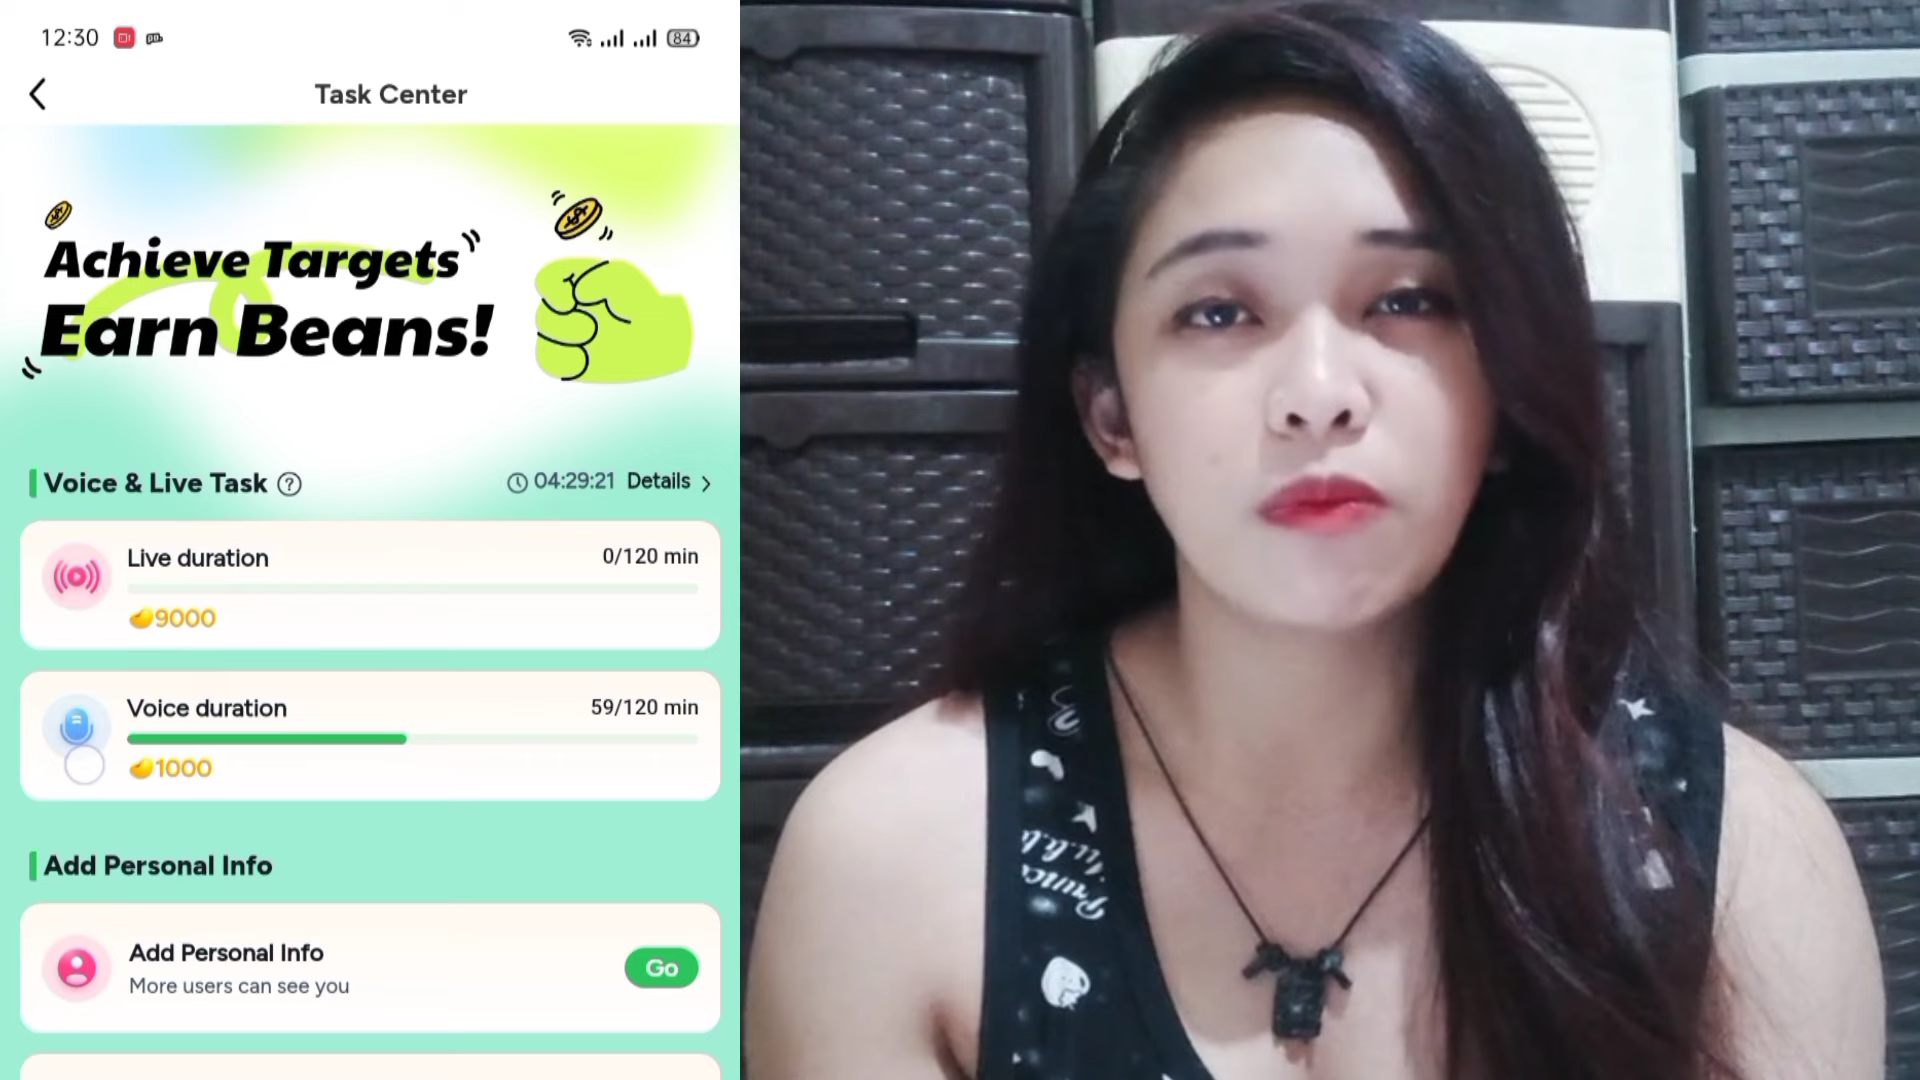 12:30
84
Task Center
Achieve Targets
Earn Beans!
Voice & Live Task ?
04:29:21 Details >
Live duration
0/120 min
9000
Voice duration
59/120 min
1000
Add Personal Info
Add Personal Info
More users can see you
Go